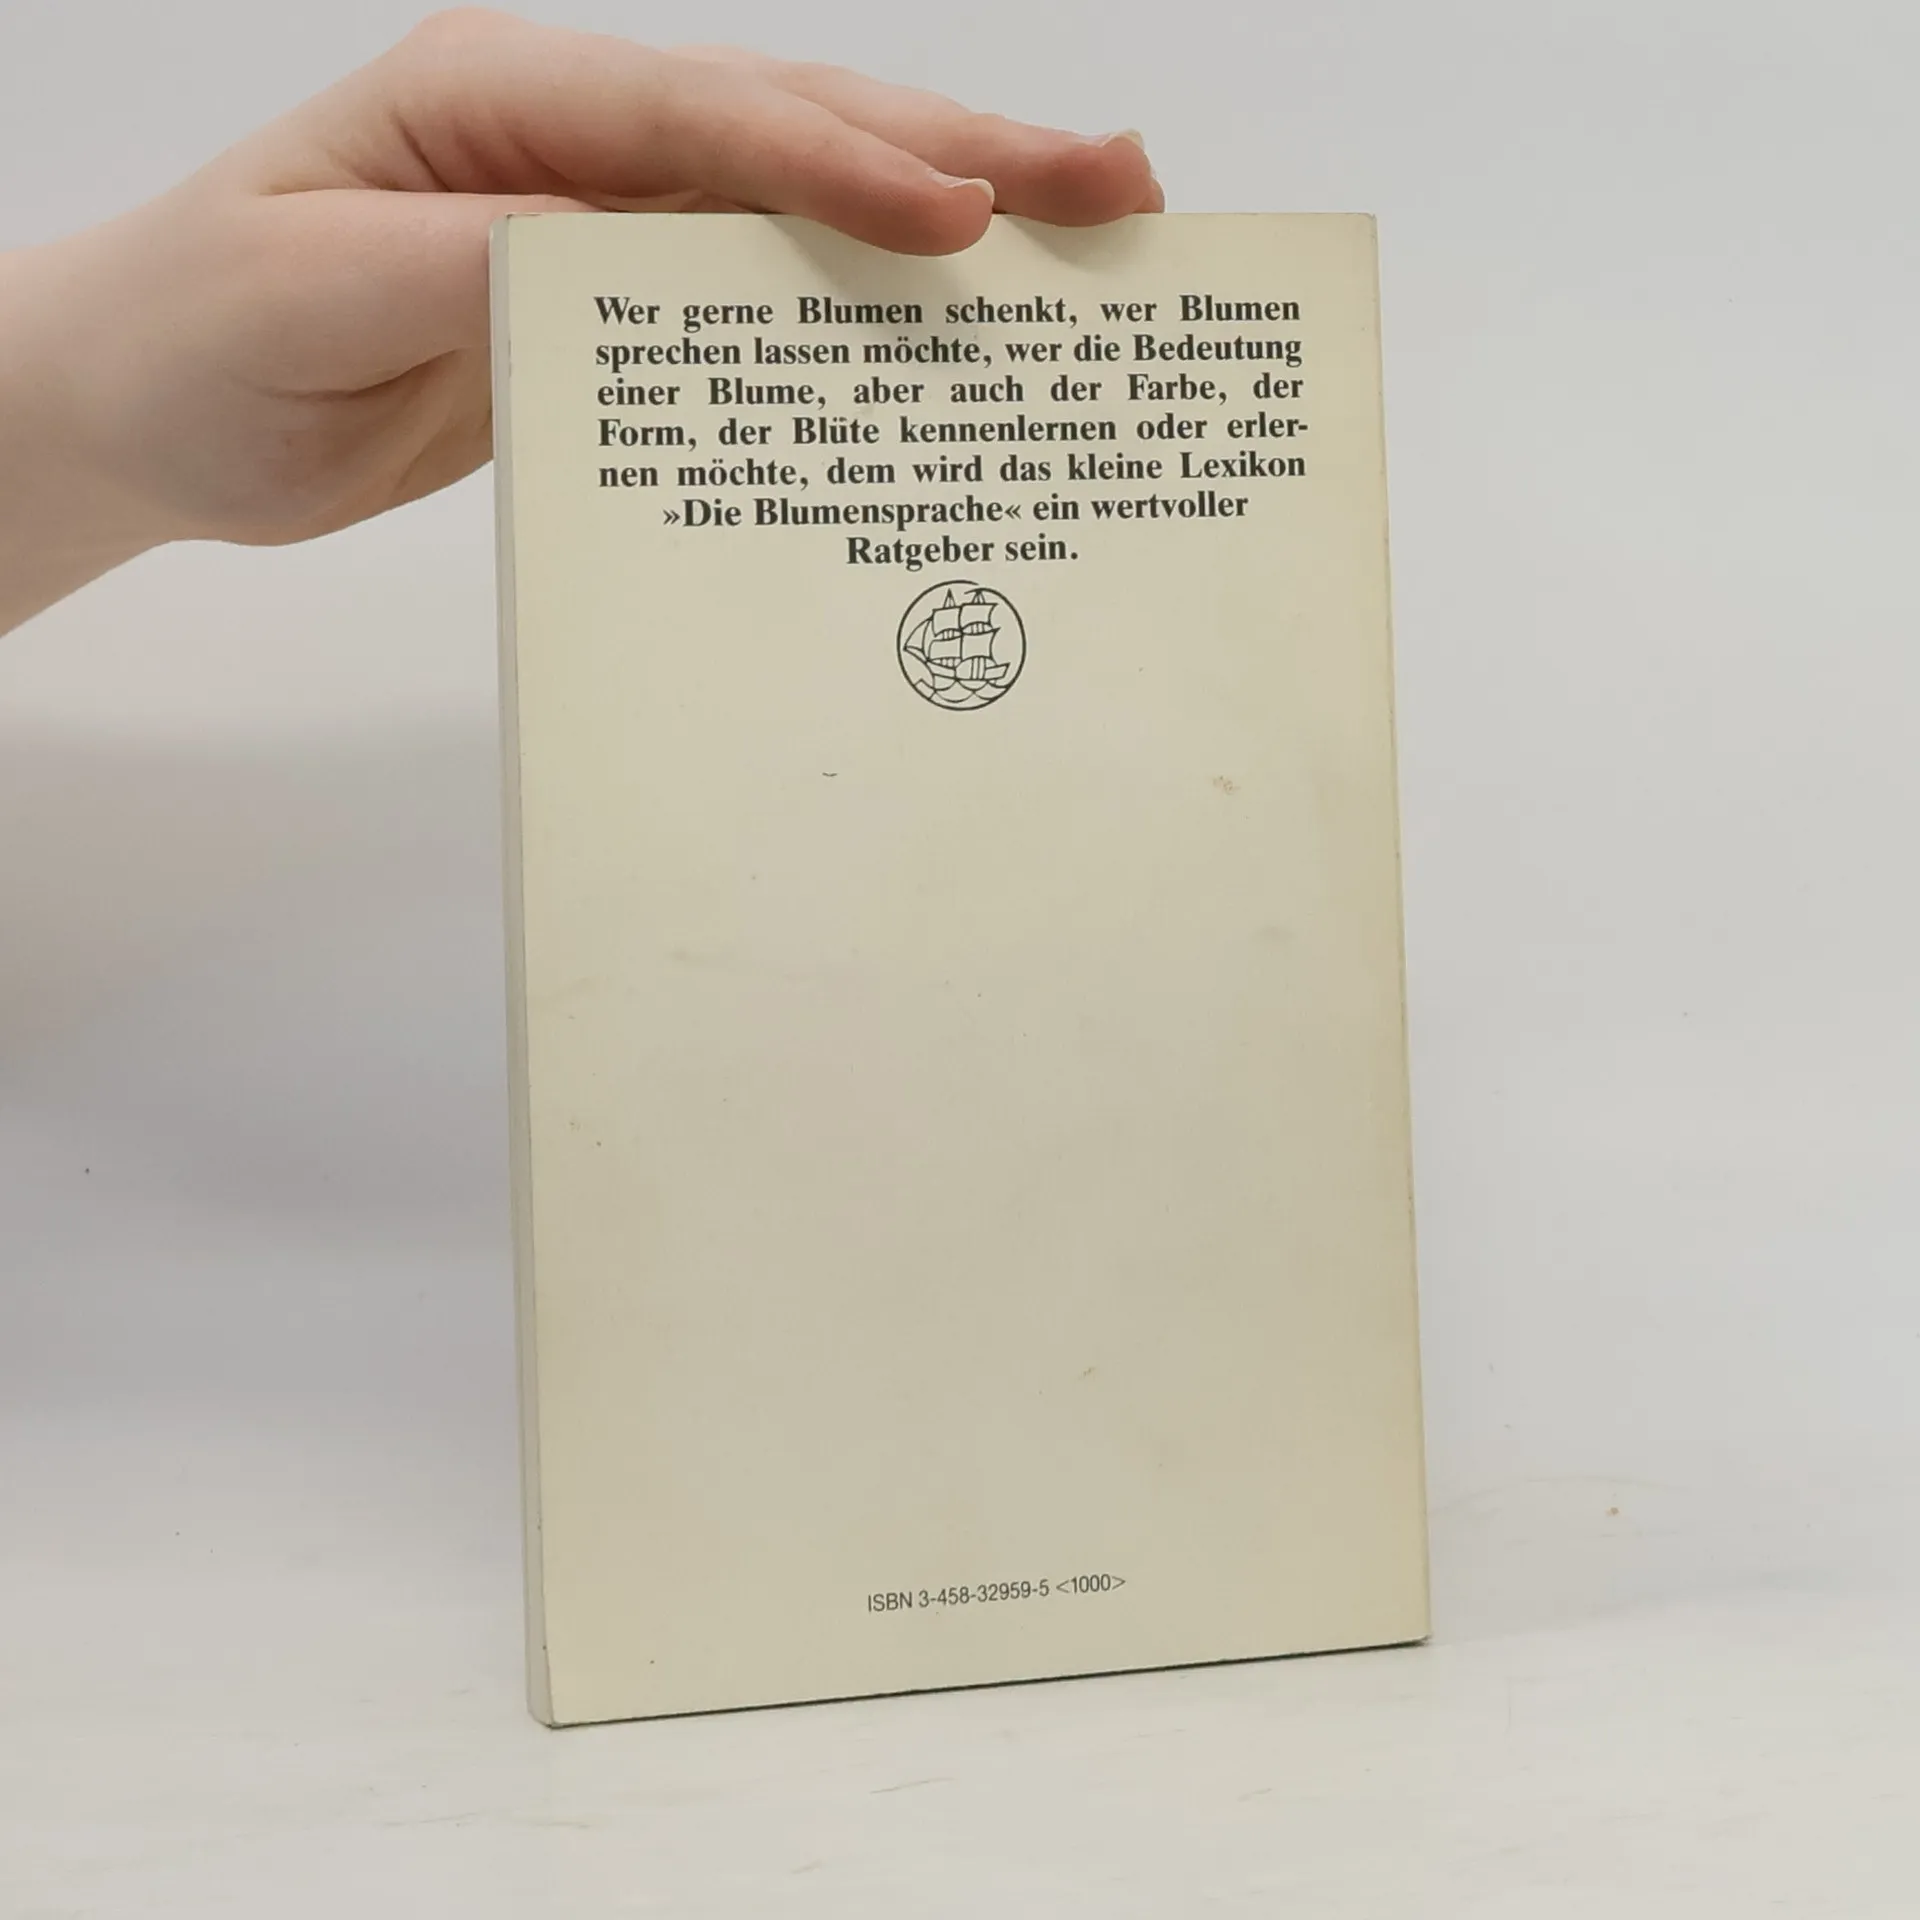 Wer gerne Blumen schenkt, wer Blumen
sprechen lassen möchte, wer die Bedeutung
einer Blume, aber auch der Farbe, der
Form, der Blüte kennenlernen oder erler-
nen möchte, dem wird das kleine Lexikon
»Die Blumensprache« ein wertvoller
Ratgeber sein.
ISBN 3-458-32959-5 <1000>